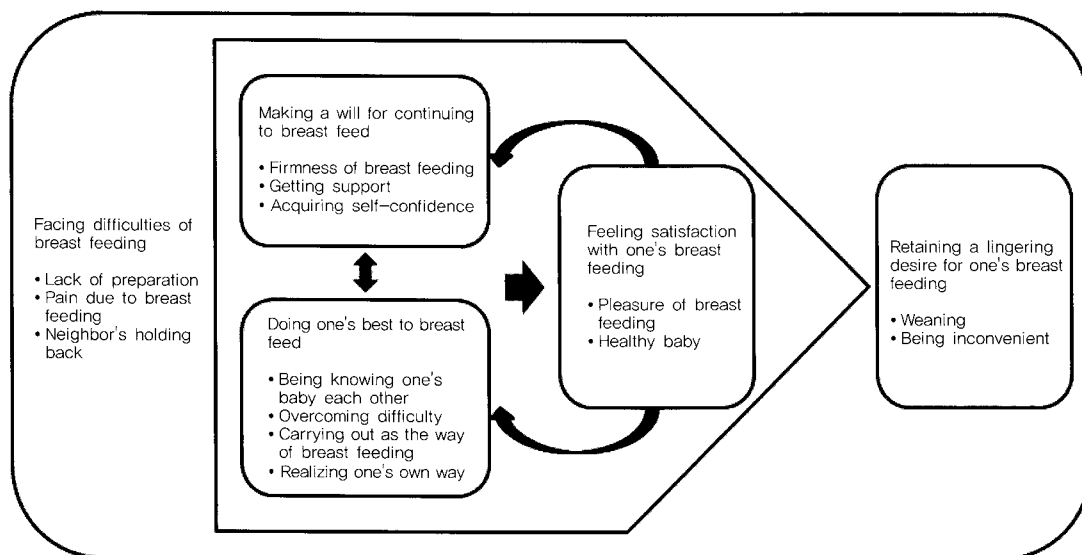 Facing difficulties of
breast feeding
• Lack of preparation
• Pain due to breast
feeding
• Neighbor's holding
back
Making a will for continuing
to breast feed
• Firmness of breast feeding
• Getting support
• Acquiring self-confidence
Doing one's best to breast
feed
• Being knowing one's
baby each other
• Overcoming difficulty
• Carrying out as the way
of breast feeding
• Realizing one's own way
Feeling satisfaction
with one's breast
feeding
• Pleasure of breast
feeding
• Healthy baby
Retaining a lingering
desire for one's breast
feeding
• Weaning
• Being inconvenient